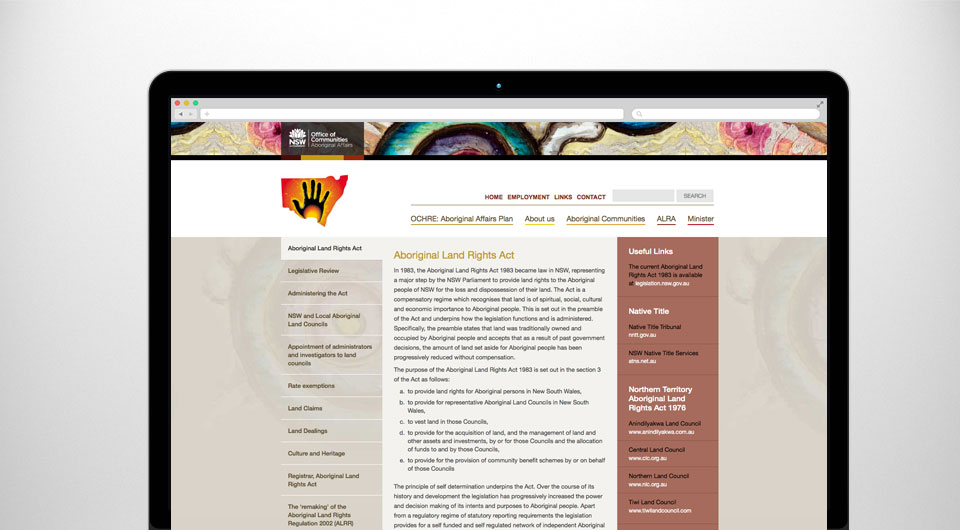 NSW
Office of
Communities
Aboriginal Affairs
HOME EMPLOYMENT LINKS CONTACT
SEARCH
OCHRE: Aboriginal Affairs Plan About us Aboriginal Communities ALRA Minister
Aboriginal Land Rights Act
Legislative Review
Administering the Act
NSW and Local Aboriginal
Land Councils
Appointment of administrators
and investigators to land
councils
Rate exemptions
Land Claims
Land Dealings
Culture and Heritage
Registrar, Aboriginal Land
Rights Act
The 'remaking' of the
Aboriginal Land Rights
Regulation 2002 (ALRR)
Aboriginal Land Rights Act
In 1983, the Aboriginal Land Rights Act 1983 became law in NSW, representing
a major step by the NSW Parliament to provide land rights to the Aboriginal
people of NSW for the loss and dispossession of their land. The Act is a
compensatory regime which recognises that land is of spiritual, social, cultural
and economic importance to Aboriginal people. This is set out in the preamble
of the Act and underpins how the legislation functions and is administered.
Specifically, the preamble states that land was traditionally owned and
occupied by Aboriginal people and accepts that as a result of past government
decisions, the amount of land set aside for Aboriginal people has been
progressively reduced without compensation.
The purpose of the Aboriginal Land Rights Act 1983 is set out in the section 3
of the Act as follows:
a. to provide land rights for Aboriginal persons in New South Wales,
b. to provide for representative Aboriginal Land Councils in New South
Wales,
c. to vest land in those Councils,
d. to provide for the acquisition of land, and the management of land and
other assets and investments, by or for those Councils and the allocation
of funds to and by those Councils,
e. to provide for the provision of community benefit schemes by or on behalf
of those Councils
The principle of self determination underpins the Act. Over the course of its
history and development the legislation has progressively increased the power
and decision making of its intents and purposes to Aboriginal people. Apart
from a regulatory regime of statutory reporting requirements the legislation
provides for a self funded and self regulated network of independent Aboriginal
Useful Links
The current Aboriginal Land
Rights Act 1983 is available
at legislation.nsw.gov.au
Native Title
Native Title Tribunal
nntt.gov.au
NSW Native Title Services
atns.net.au
Northern Territory
Aboriginal Land
Rights Act 1976
Anindilyakwa Land Council
www.anindilyakwa.com.au
Central Land Council
www.clc.org.au
Northern Land Council
www.nlc.org.au
Tiwi Land Council
www.tiwilandcouncil.com